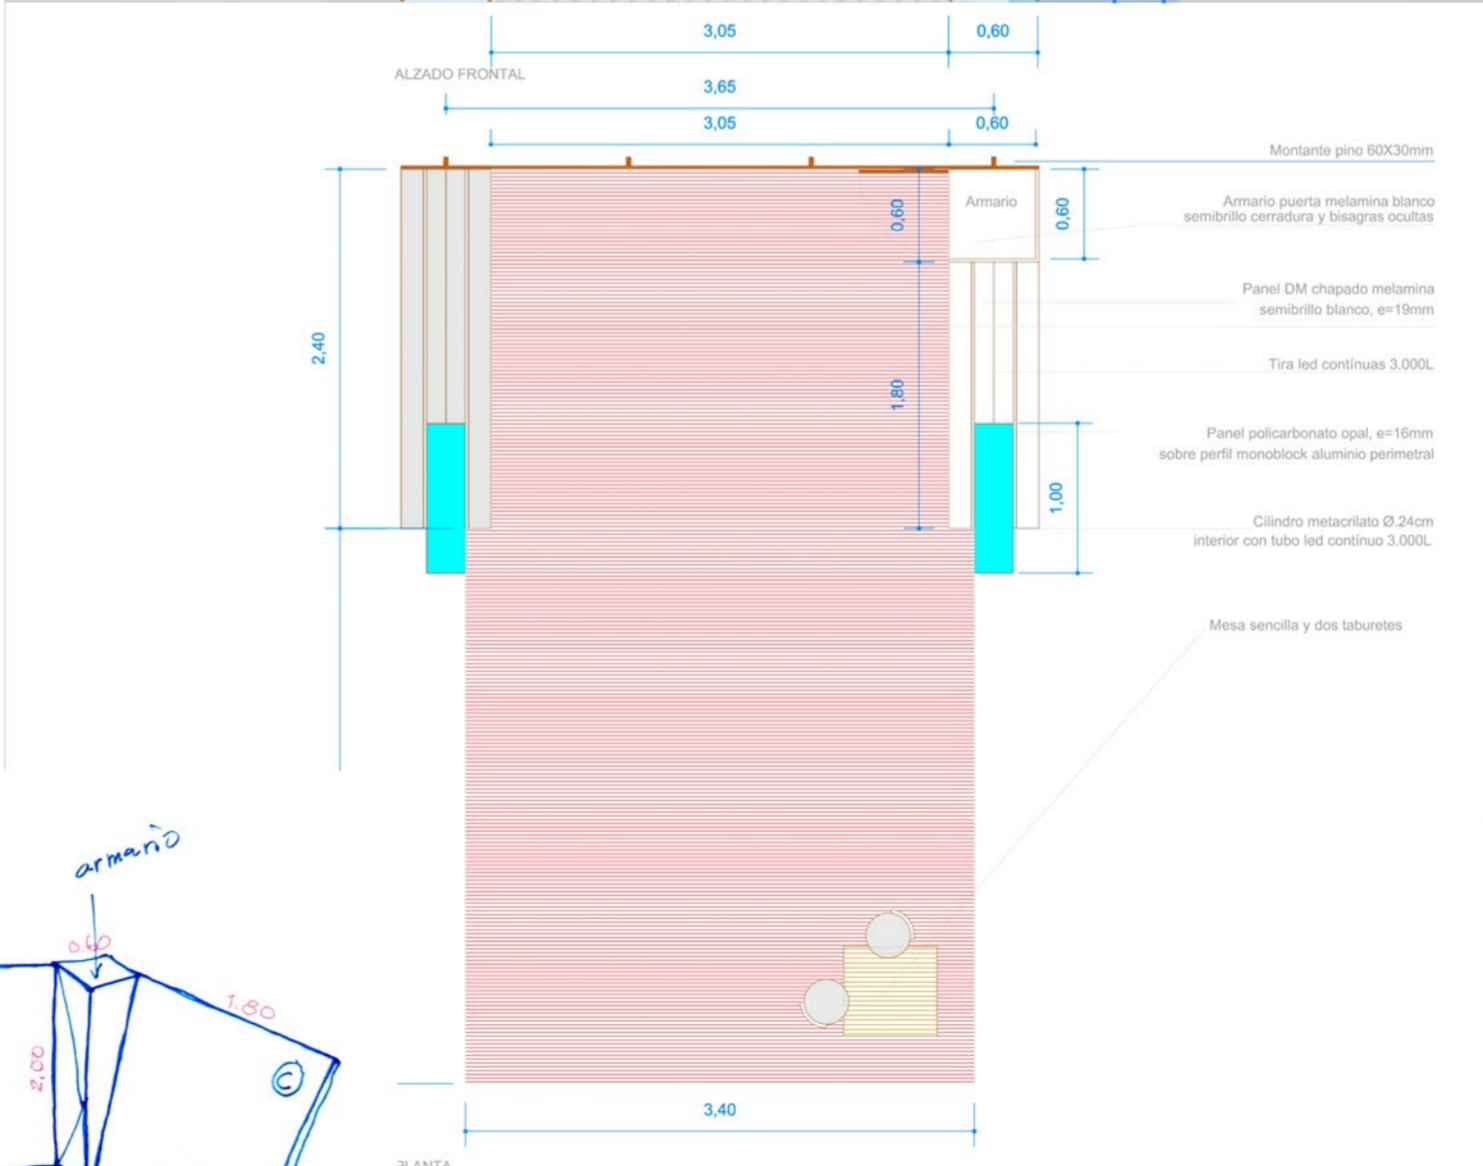 3,05
0,60
ALZADO FRONTAL
3,65
3,05
0,60
Montante pino 60X30mm
Armario
0,60
0,60
Armario puerta melamina blanco
semibrillo cerradura y bisagras ocultas
Panel DM chapado melamina
semibrillo blanco, e=19mm
2,40
Tira led contínuas 3.000L
1,80
Panel policarbonato opal, e=16mm
sobre perfil monoblock aluminio perimetral
1,00
Cilindro metacrilato Ø.24cm
interior con tubo led contínuo 3.000L
Mesa sencilla y dos taburetes
armario
0.60
1.80
2.00
C
3,40
PLANTA